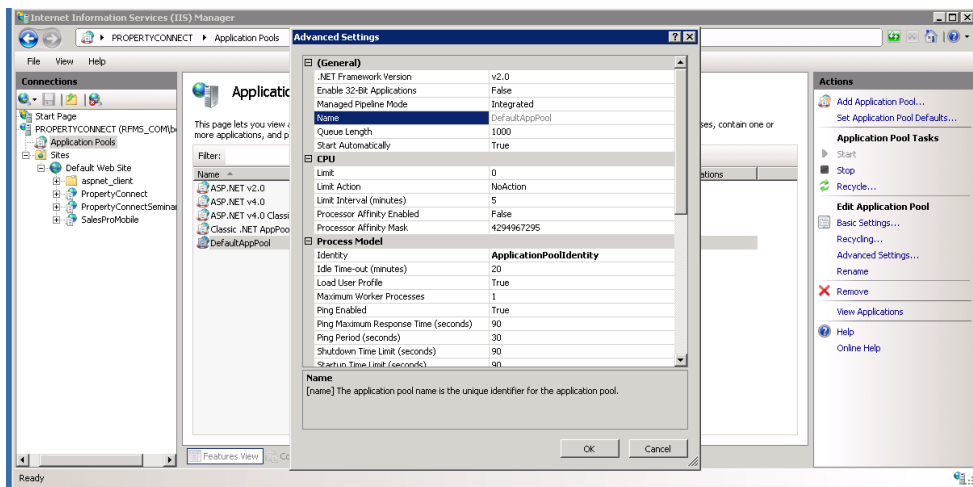 Internet Information Services (IIS) Manager
PROPERTYCONNECT
Application Pools
File View Help
Connections
Start Page
PROPERTYCONNECT (RFMS_COM\b
Application Pools
Sites
Default Web Site
aspnet_client
PropertyConnect
PropertyConnectSeminar
SalesProMobile
Applicatic
This page lets you view a
ses, contain one or
more applications, and p
Filter:
Name
ations
ASP.NET v2.0
ASP.NET v4.0
ASP.NET v4.0 Classi
Classic .NET AppPoo
DefaultAppPool
Features View
Co
Advanced Settings
(General)
.NET Framework Version v2.0
Enable 32-Bit Applications False
Managed Pipeline Mode Integrated
Name DefaultAppPool
Queue Length 1000
Start Automatically True
CPU
Limit 0
Limit Action NoAction
Limit Interval (minutes) 5
Processor Affinity Enabled False
Processor Affinity Mask 4294967295
Process Model
Identity ApplicationPoolIdentity
Idle Time-out (minutes) 20
Load User Profile True
Maximum Worker Processes 1
Ping Enabled True
Ping Maximum Response Time (seconds) 90
Ping Period (seconds) 30
Shutdown Time Limit (seconds) 90
Startup Time Limit (seconds) 90
Name
[name] The application pool name is the unique identifier for the application pool.
OK Cancel
Actions
Add Application Pool...
Set Application Pool Defaults...
Application Pool Tasks
Start
Stop
Recycle...
Edit Application Pool
Basic Settings...
Recycling...
Advanced Settings...
Rename
Remove
View Applications
Help
Online Help
Ready